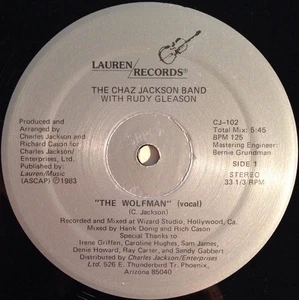 LAUREN
RECORDS®
THE CHAZ JACKSON BAND
WITH RUDY GLEASON
Produced and
Arranged by
Charles Jackson and
Richard Cason for
Charles Jackson/
Enterprises, Ltd.
Published by
Lauren/Music
(ASCAP) ℗1983
CJ-102
Total Mix: 5:45
BPM 125
Mastering Engineer:
Bernie Grundman
SIDE 1
STEREO
33 1/3 RPM
"THE WOLFMAN" (vocal)
(C. Jackson)
Recorded and Mixed at Wizard Studio, Hollywood, Ca.
Mixed by Hank Donig and Rich Cason
Special Thanks to
Irene Griffen, Caroline Hughes, Sam James,
Denie Howard, Ray Carter, and Sandy Gabbert
Distributed by Charles Jackson/Enterprises
Ltd. 526 E. Thunderbird Tr. Phoenix,
Arizona 85040